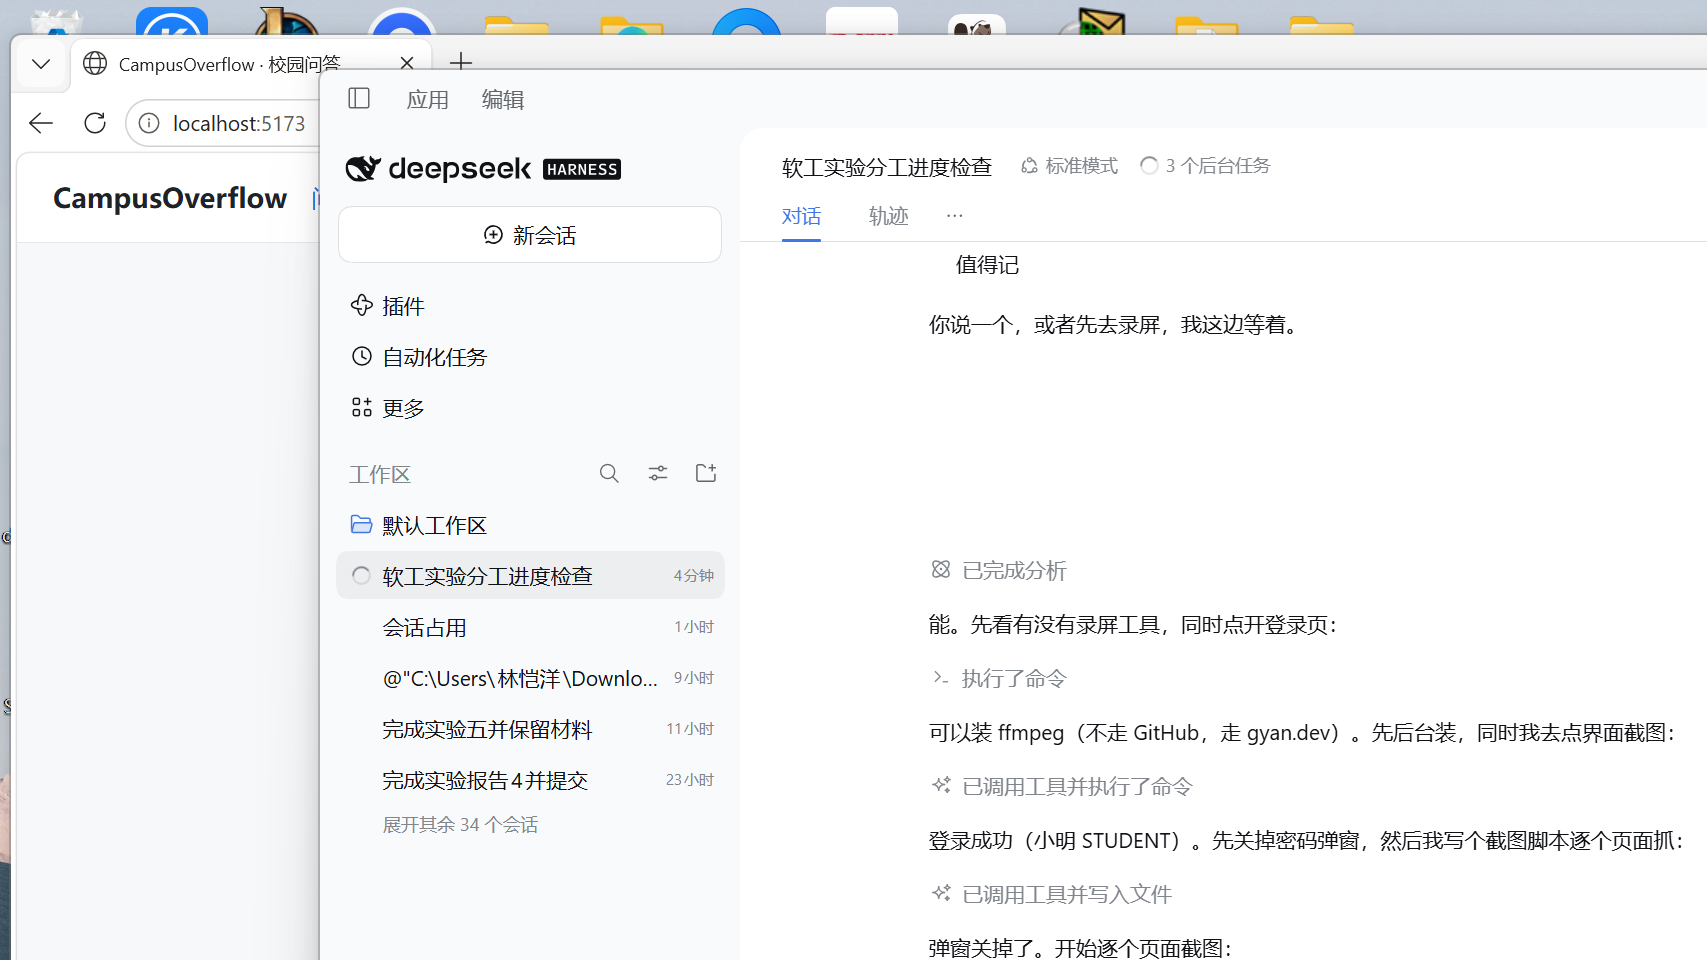 CampusOverflow · 校园问答
localhost:5173
CampusOverflow
应用 编辑
deepseek HARNESS
新会话
插件
自动化任务
更多
工作区
默认工作区
软工实验分工进度检查 4分钟
会话占用 1小时
@"C:\Users\林恺洋\Downlo... 9小时
完成实验五并保留材料 11小时
完成实验报告4并提交 23小时
展开其余 34 个会话
软工实验分工进度检查 标准模式 3 个后台任务
对话 轨迹 ···
值得记
你说一个，或者先去录屏，我这边等着。
已完成分析
能。先看有没有录屏工具，同时点开登录页：
执行了命令
可以装 ffmpeg（不走 GitHub，走 gyan.dev）。先后台装，同时我去点界面截图：
已调用工具并执行了命令
登录成功（小明 STUDENT）。先关掉密码弹窗，然后我写个截图脚本逐个页面抓：
已调用工具并写入文件
弹窗关掉了。开始逐个页面截图：